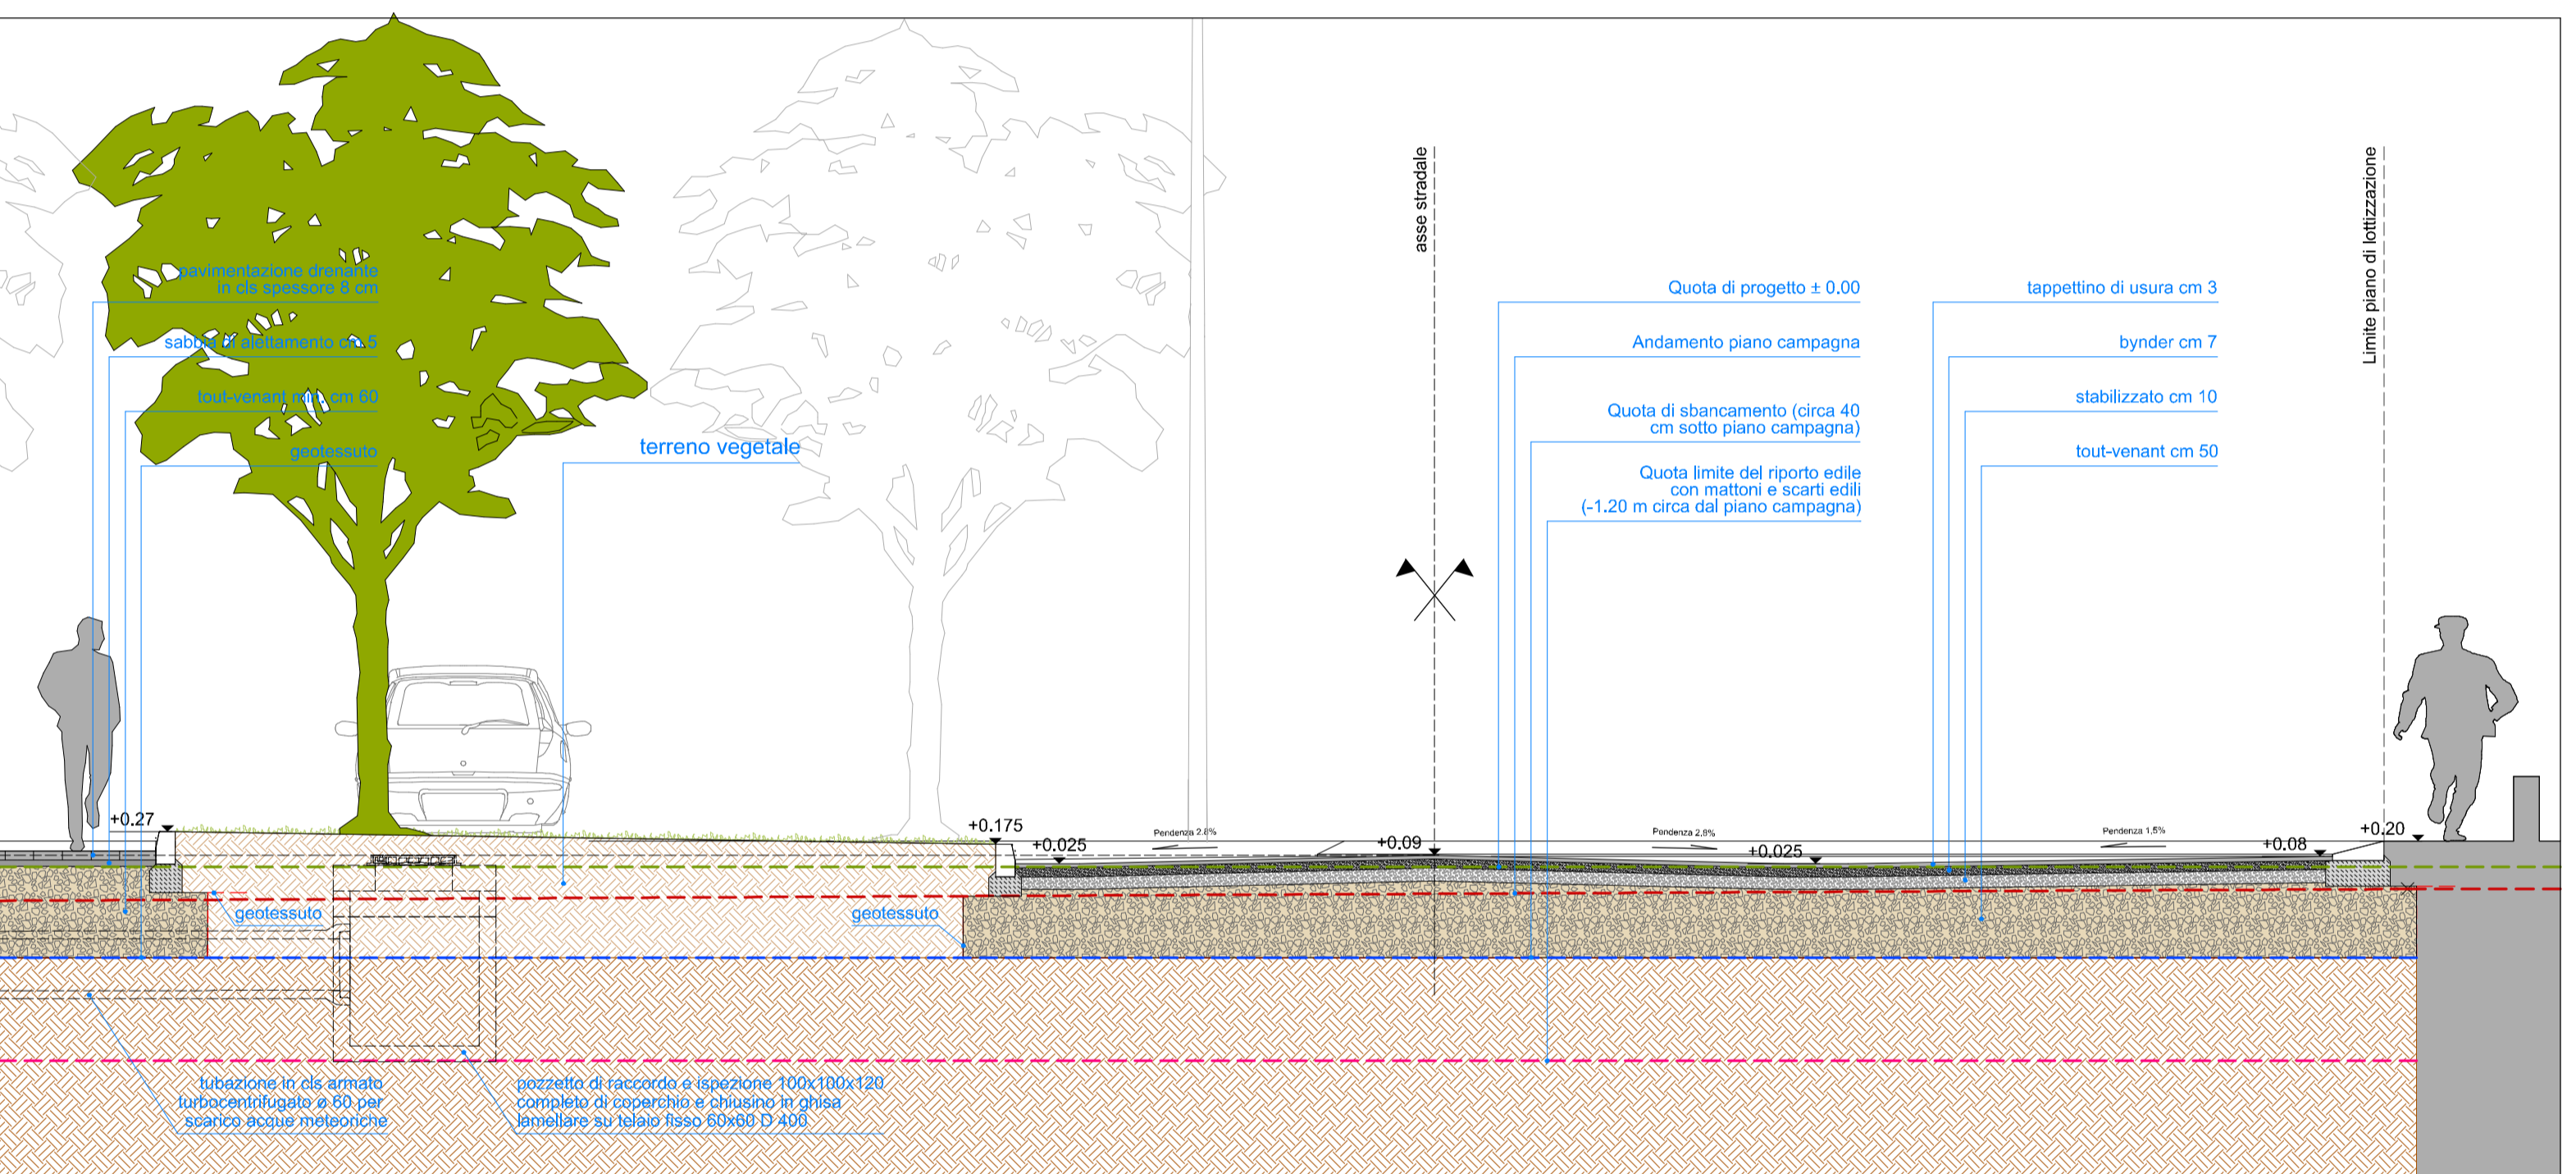 asse stradale
Limite piano di lottizzazione
pavimentazione drenante
in cls spessore 8 cm
sabbia di alettamento cm 5
tout-venant min. cm 60
geotessuto
terreno vegetale
Quota di progetto ± 0.00
Andamento piano campagna
Quota di sbancamento (circa 40
cm sotto piano campagna)
Quota limite del riporto edile
con mattoni e scarti edili
(-1.20 m circa dal piano campagna)
tappettino di usura cm 3
bynder cm 7
stabilizzato cm 10
tout-venant cm 50
+0.27
+0.175
+0.025
Pendenza 2.8%
+0.09
Pendenza 2,8%
+0.025
Pendenza 1,5%
+0.08
+0.20
geotessuto
geotessuto
tubazione in cls armato
turbocentrifugato ø 60 per
scarico acque meteoriche
pozzetto di raccordo e ispezione 100x100x120
completo di coperchio e chiusino in ghisa
lamellare su telaio fisso 60x60 D 400